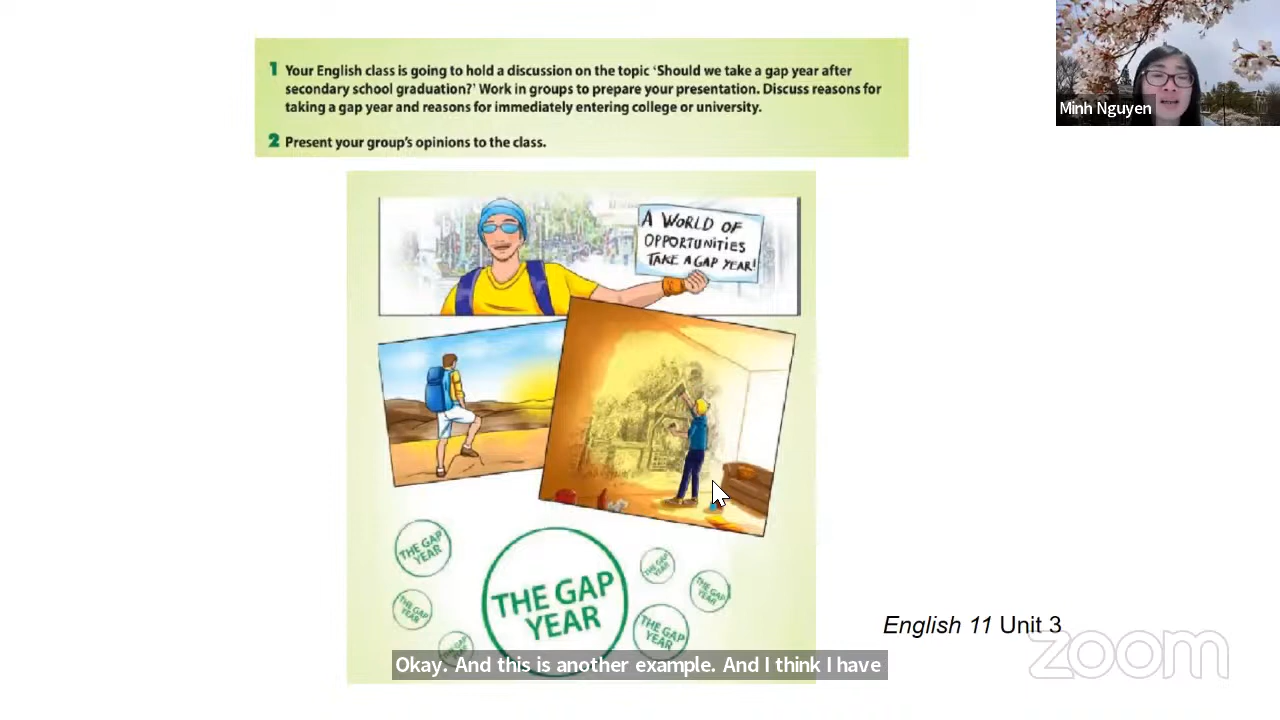 1 Your English class is going to hold a discussion on the topic ‘Should we take a gap year after
secondary school graduation?’ Work in groups to prepare your presentation. Discuss reasons for
taking a gap year and reasons for immediately entering college or university.
2 Present your group's opinions to the class.
Minh Nguyen
A WORLD OF
OPPORTUNITIES
TAKE A GAP YEAR!
THE GAP
YEAR
THE GAP
YEAR
THE GAP
YEAR
THE GAP
YEAR
THE GAP
YEAR
THE GAP
YEAR
THE GAP
YEAR
English 11 Unit 3
zoom
Okay. And this is another example. And I think I have